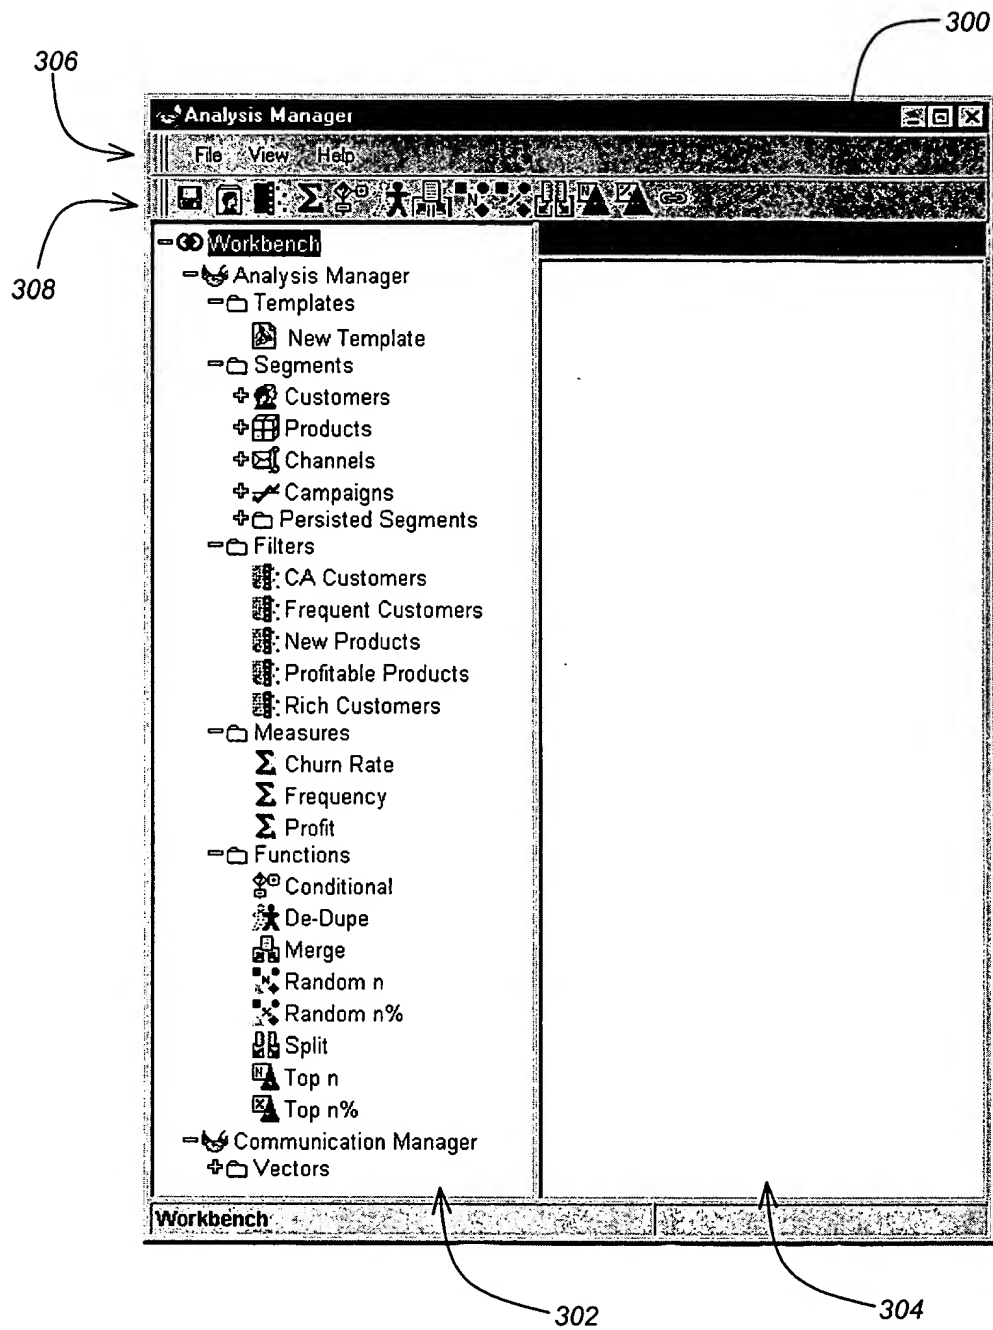 300
306
Analysis Manager
File View Help
308
Workbench
Analysis Manager
Templates
New Template
Segments
Customers
Products
Channels
Campaigns
Persisted Segments
Filters
CA Customers
Frequent Customers
New Products
Profitable Products
Rich Customers
Measures
Churn Rate
Frequency
Profit
Functions
Conditional
De-Dupe
Merge
Random n
Random n%
Split
Top n
Top n%
Communication Manager
Vectors
Workbench
302
304